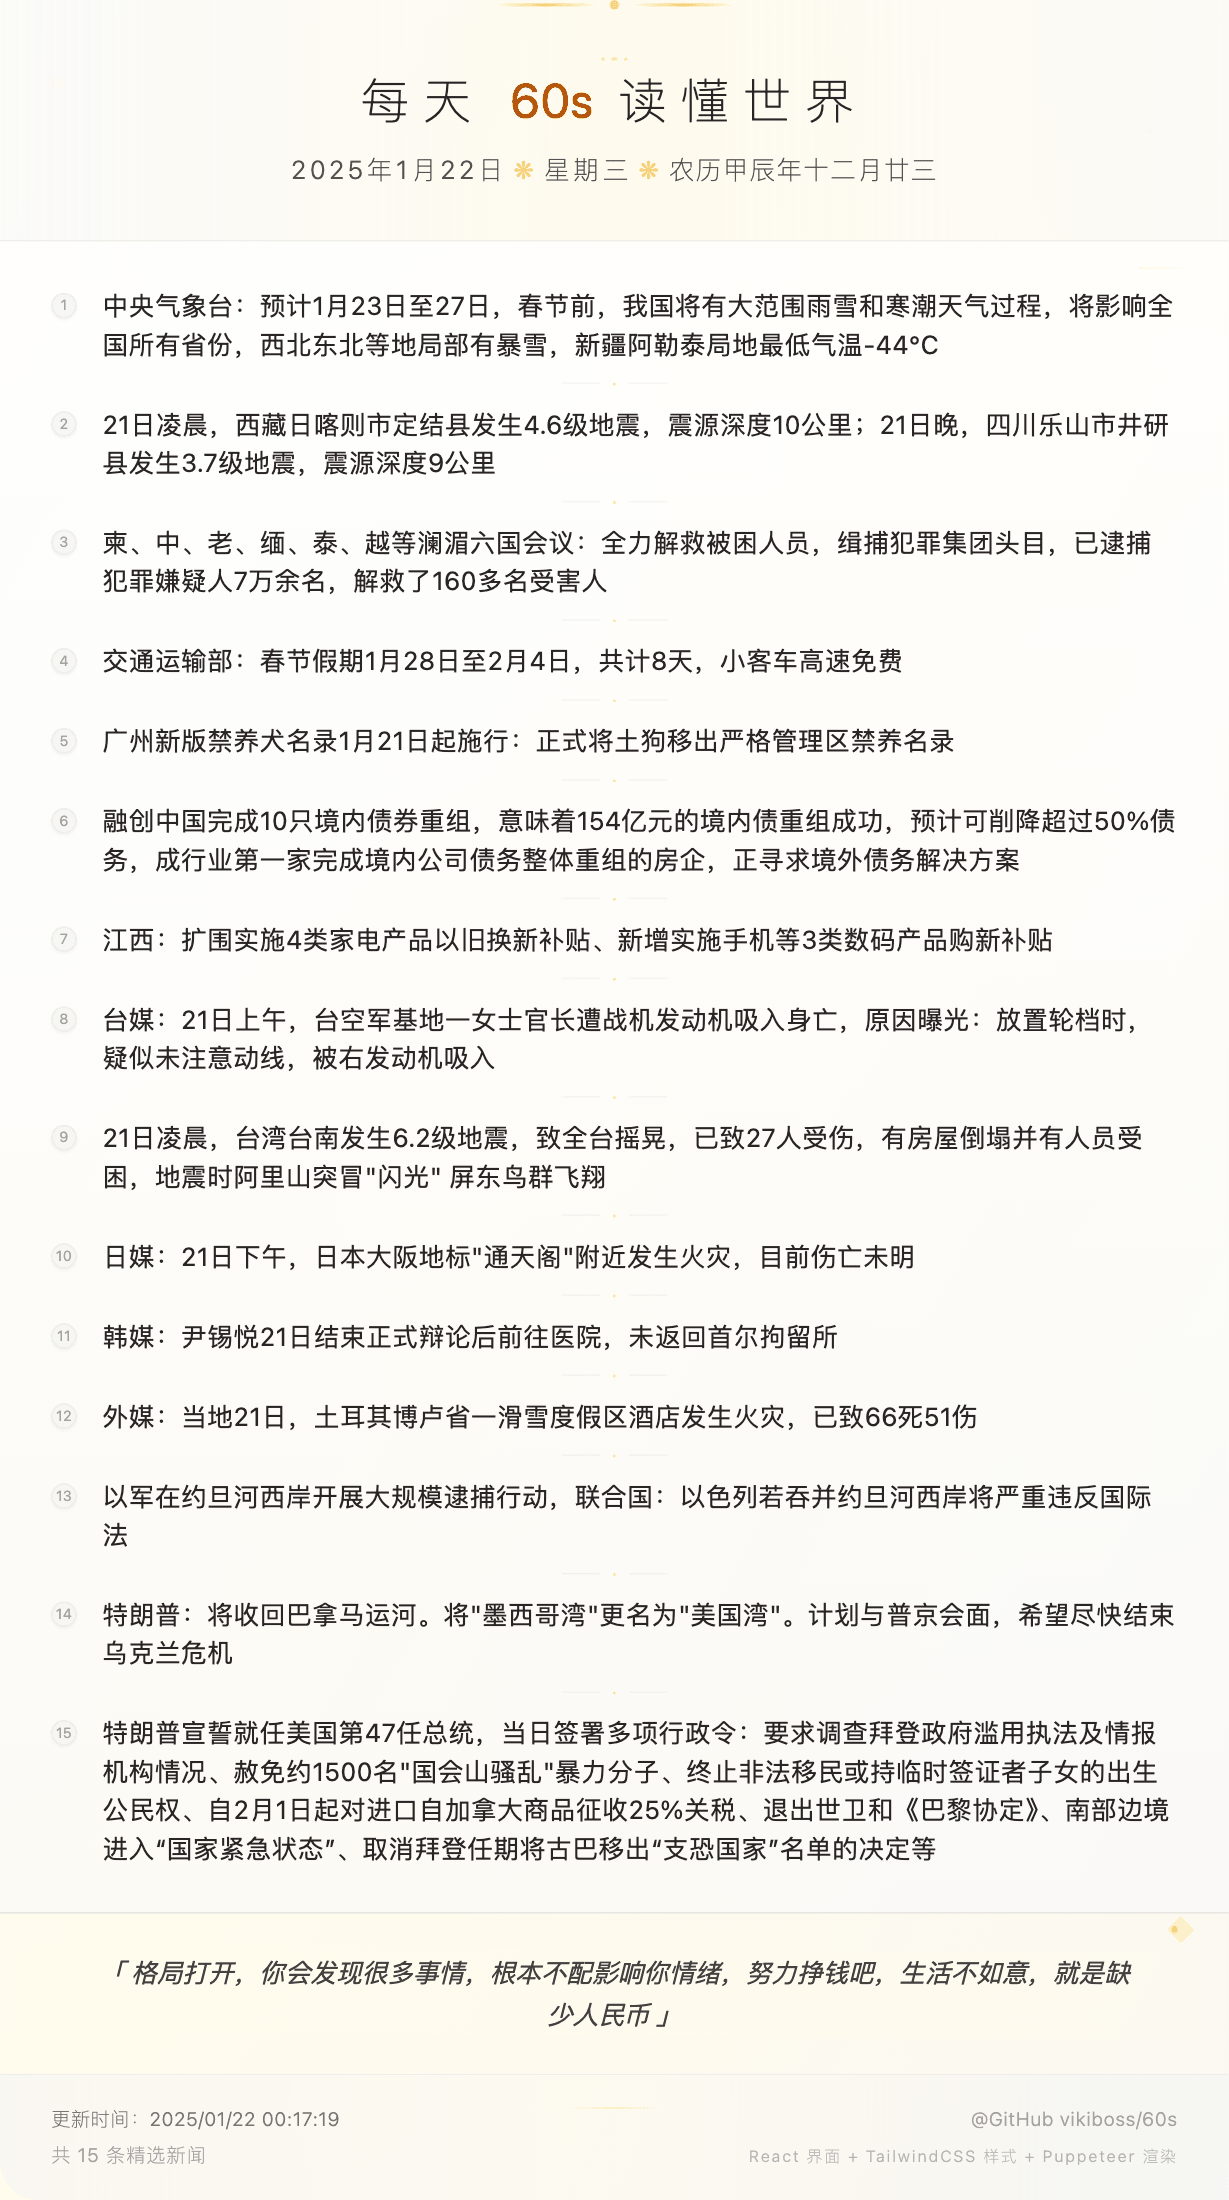 每天 60s 读懂世界
2025年1月22日 ❋ 星期三 ❋ 农历甲辰年十二月廿三
1 中央气象台：预计1月23日至27日，春节前，我国将有大范围雨雪和寒潮天气过程，将影响全
国所有省份，西北东北等地局部有暴雪，新疆阿勒泰局地最低气温-44°C
2 21日凌晨，西藏日喀则市定结县发生4.6级地震，震源深度10公里；21日晚，四川乐山市井研
县发生3.7级地震，震源深度9公里
3 柬、中、老、缅、泰、越等澜湄六国会议：全力解救被困人员，缉捕犯罪集团头目，已逮捕
犯罪嫌疑人7万余名，解救了160多名受害人
4 交通运输部：春节假期1月28日至2月4日，共计8天，小客车高速免费
5 广州新版禁养犬名录1月21日起施行：正式将土狗移出严格管理区禁养名录
6 融创中国完成10只境内债券重组，意味着154亿元的境内债重组成功，预计可削降超过50%债
务，成行业第一家完成境内公司债务整体重组的房企，正寻求境外债务解决方案
7 江西：扩围实施4类家电产品以旧换新补贴、新增实施手机等3类数码产品购新补贴
8 台媒：21日上午，台空军基地一女士官长遭战机发动机吸入身亡，原因曝光：放置轮档时，
疑似未注意动线，被右发动机吸入
9 21日凌晨，台湾台南发生6.2级地震，致全台摇晃，已致27人受伤，有房屋倒塌并有人员受
困，地震时阿里山突冒"闪光" 屏东鸟群飞翔
10 日媒：21日下午，日本大阪地标"通天阁"附近发生火灾，目前伤亡未明
11 韩媒：尹锡悦21日结束正式辩论后前往医院，未返回首尔拘留所
12 外媒：当地21日，土耳其博卢省一滑雪度假区酒店发生火灾，已致66死51伤
13 以军在约旦河西岸开展大规模逮捕行动，联合国：以色列若吞并约旦河西岸将严重违反国际
法
14 特朗普：将收回巴拿马运河。将"墨西哥湾"更名为"美国湾"。计划与普京会面，希望尽快结束
乌克兰危机
15 特朗普宣誓就任美国第47任总统，当日签署多项行政令：要求调查拜登政府滥用执法及情报
机构情况、赦免约1500名"国会山骚乱"暴力分子、终止非法移民或持临时签证者子女的出生
公民权、自2月1日起对进口自加拿大商品征收25%关税、退出世卫和《巴黎协定》、南部边境
进入“国家紧急状态”、取消拜登任期将古巴移出“支恐国家”名单的决定等
「 格局打开，你会发现很多事情，根本不配影响你情绪，努力挣钱吧，生活不如意，就是缺
少人民币 」
更新时间：2025/01/22 00:17:19
@GitHub vikiboss/60s
共 15 条精选新闻
React 界面 + TailwindCSS 样式 + Puppeteer 渲染